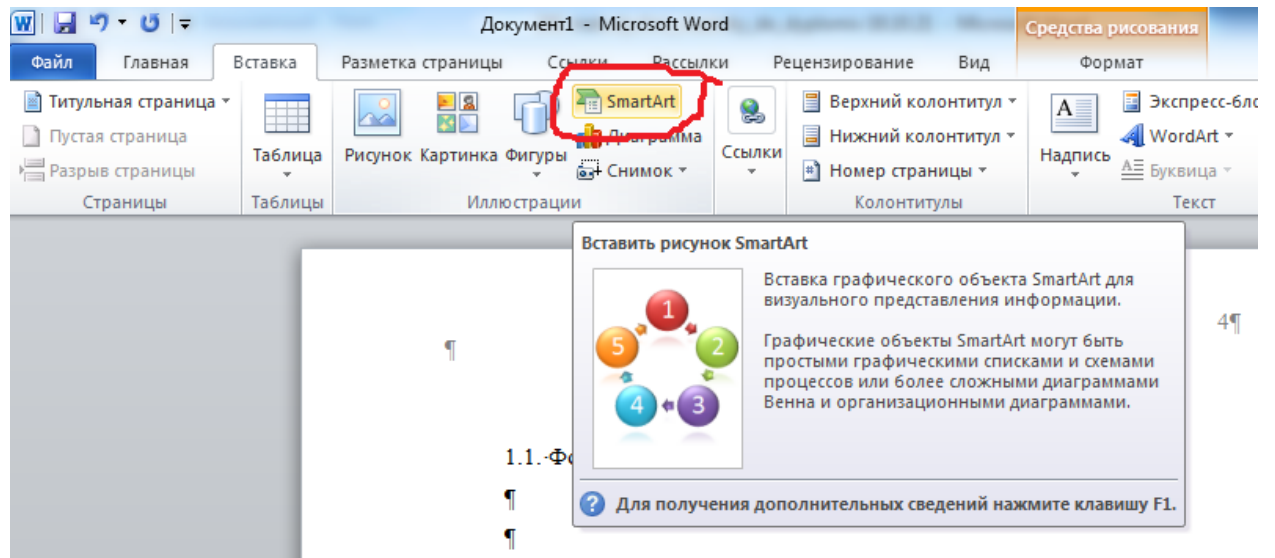 Документ1 - Microsoft Word
Средства рисования
Файл Главная Вставка Разметка страницы Ссылки Рассылки Рецензирование Вид Формат
Титульная страница
Пустая страница
Разрыв страницы
Страницы
Таблица
Таблицы
Рисунок Картинка Фигуры
SmartArt
Диаграмма
Снимок
Иллюстрации
Ссылки
Верхний колонтитул
Нижний колонтитул
Номер страницы
Колонтитулы
Надпись
Экспресс-бло
WordArt
Буквица
Текст
Вставить рисунок SmartArt
1
2
3
4
5
Вставка графического объекта SmartArt для
визуального представления информации.
Графические объекты SmartArt могут быть
простыми графическими списками и схемами
процессов или более сложными диаграммами
Венна и организационными диаграммами.
Для получения дополнительных сведений нажмите клавишу F1.
4¶
¶
1.1.·Фо
¶
¶